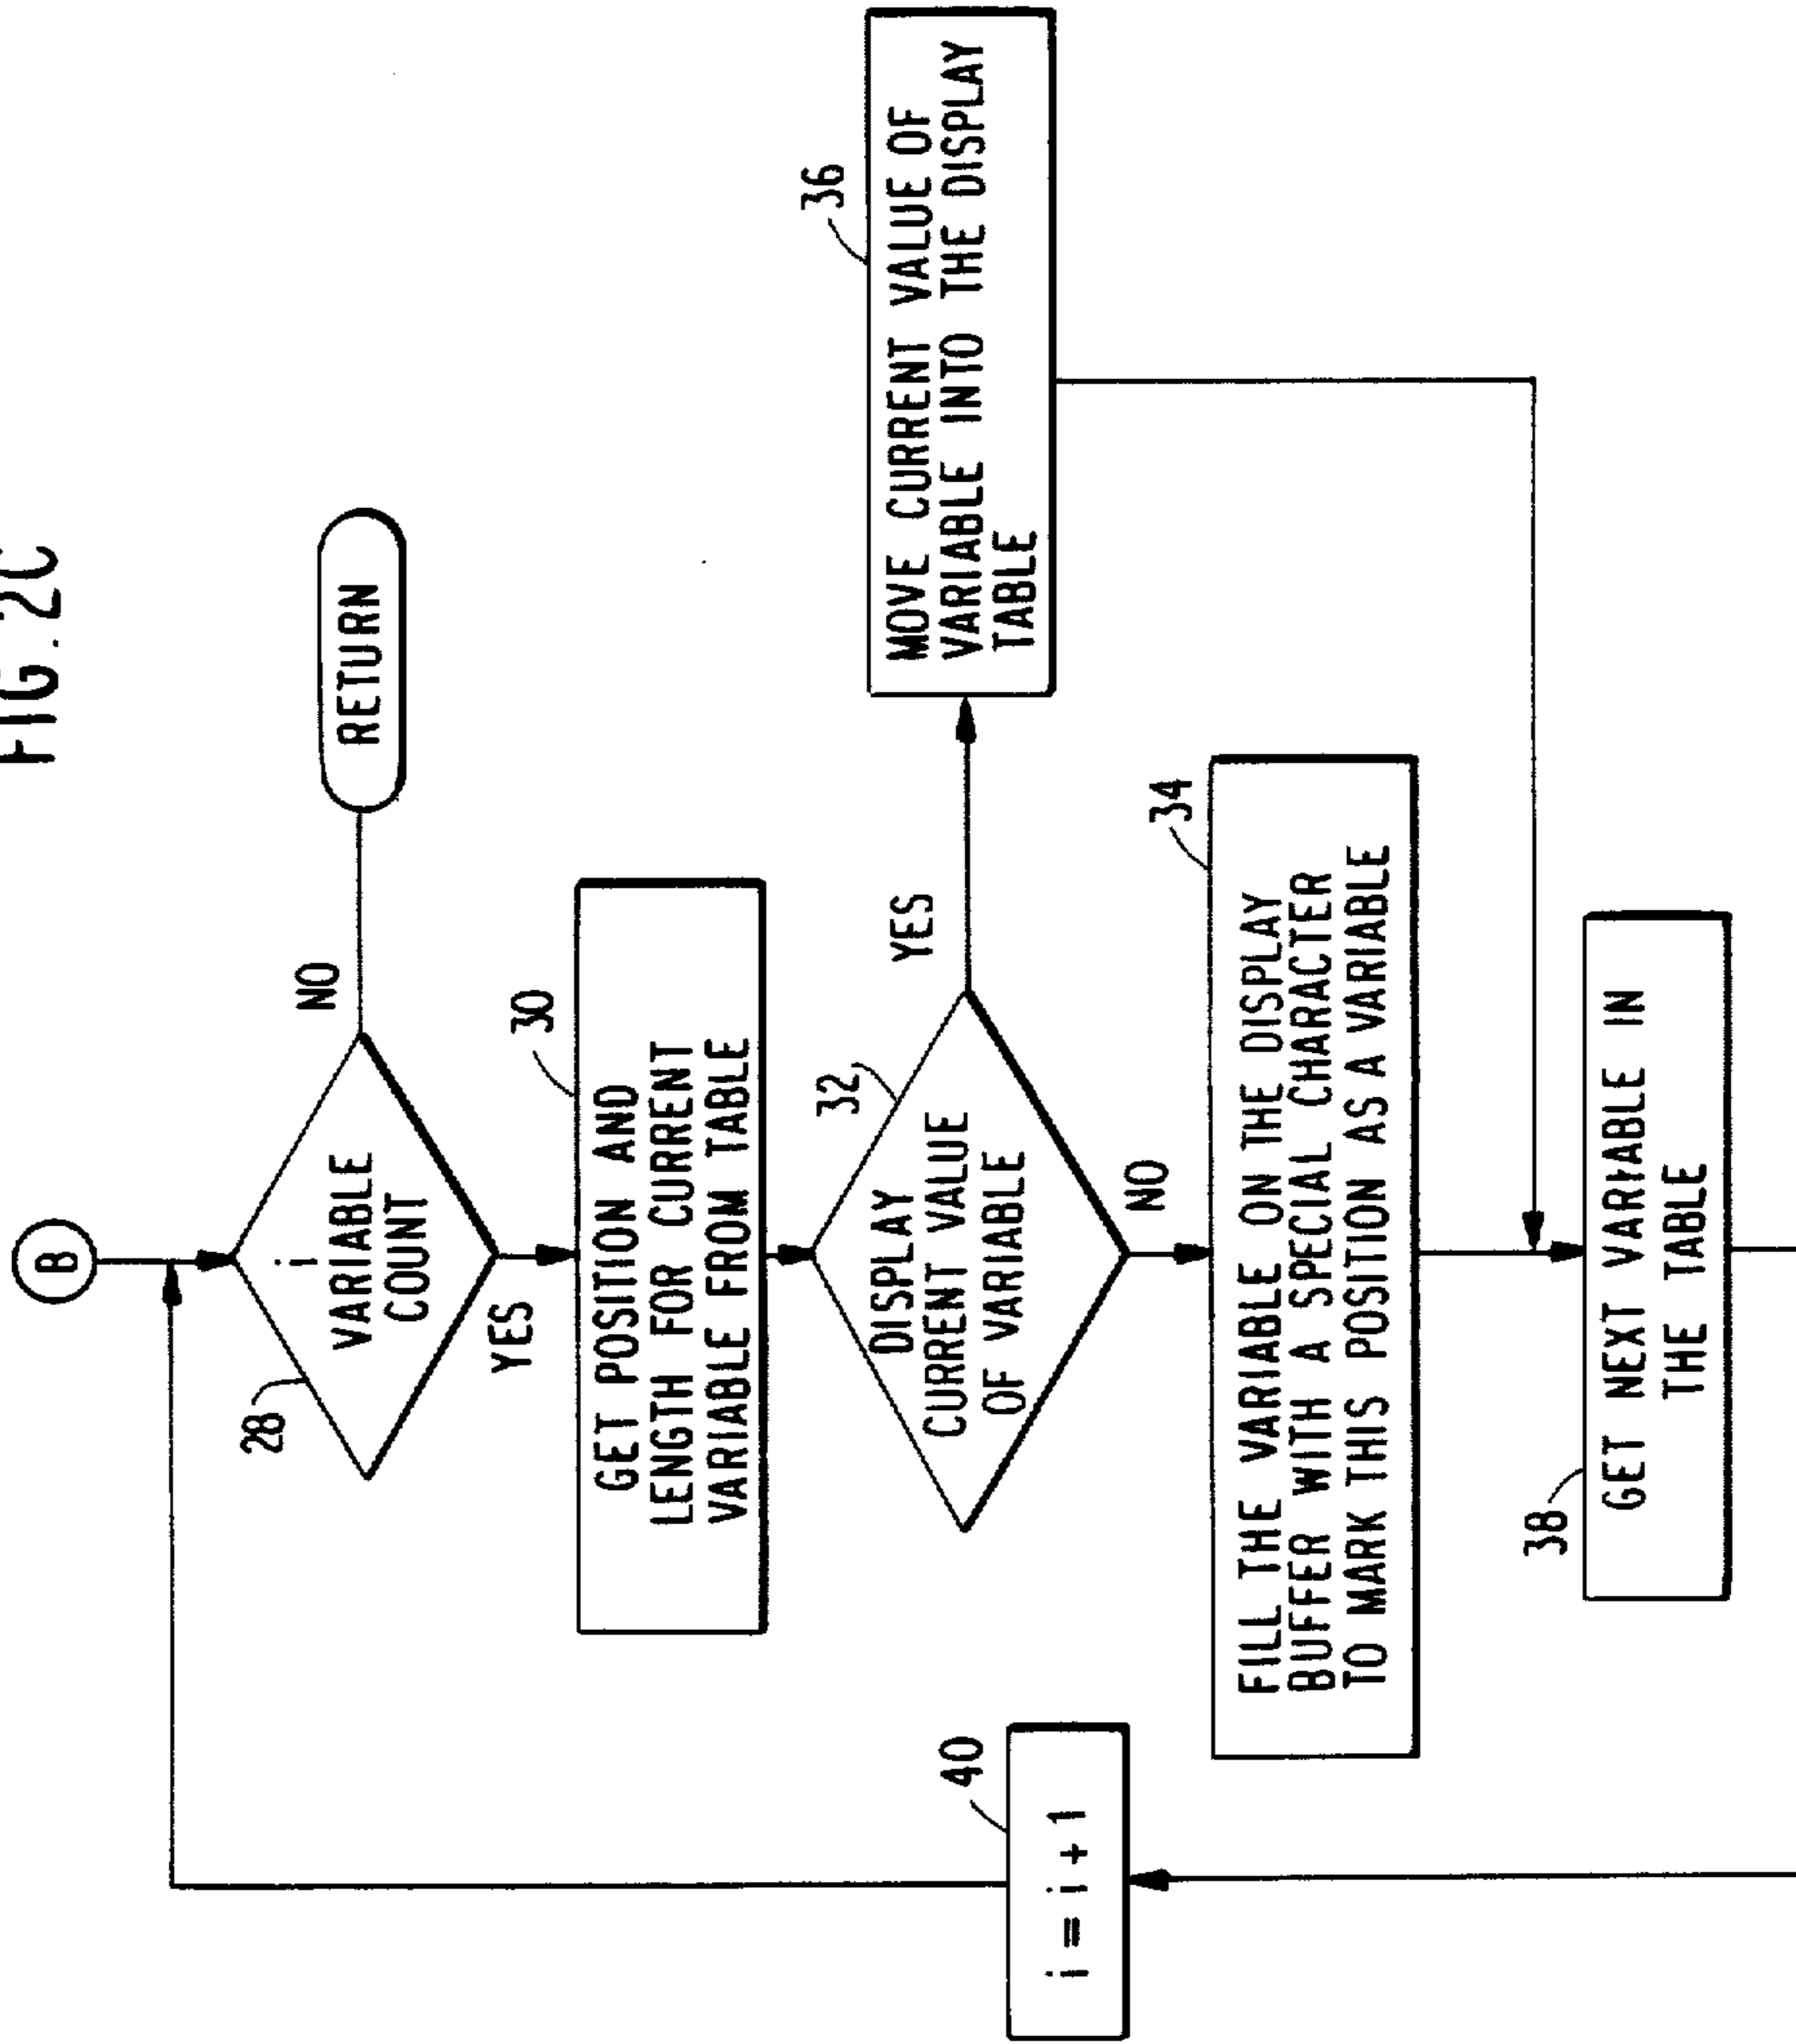 FIG.2C
B
28
i
VARIABLE
COUNT
NO
RETURN
YES
30
GET POSITION AND
LENGTH FOR CURRENT
VARIABLE FROM TABLE
32
DISPLAY
CURRENT VALUE
OF VARIABLE
YES
36
MOVE CURRENT VALUE OF
VARIABLE INTO THE DISPLAY
TABLE
NO
34
FILL THE VARIABLE ON THE DISPLAY
BUFFER WITH A SPECIAL CHARACTER
TO MARK THIS POSITION AS A VARIABLE
38
GET NEXT VARIABLE IN
THE TABLE
40
i = i + 1